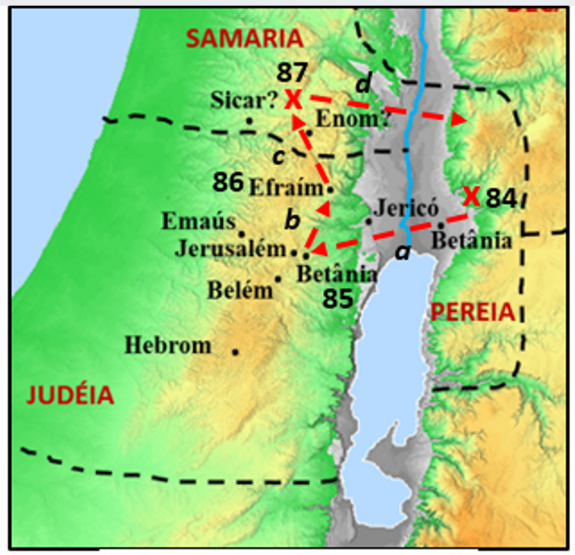 SAMARIA
87
d
Sicar? X
Enom?
c
86 Efraím
X 84
Jericó
b
Emaús
Betânia
Jerusalém
a
Betânia
Belém
85
PEREIA
Hebrom
JUDÉIA